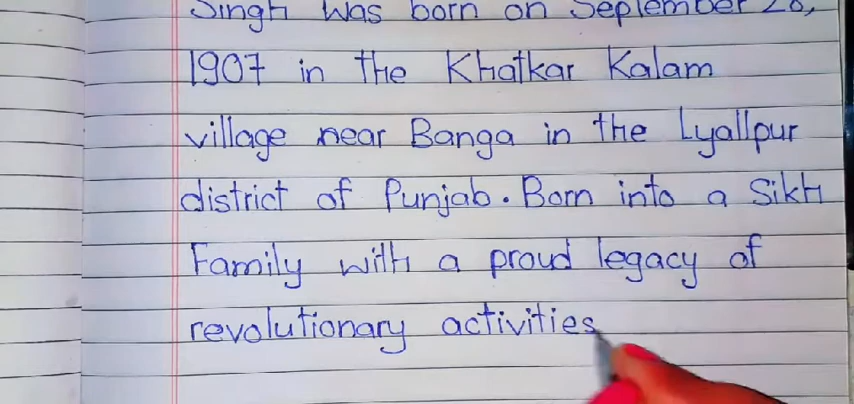 Singh was born on September 28,
1907 in the Khatkar Kalam
village near Banga in the Lyallpur
district of Punjab. Born into a Sikh
Family with a proud legacy of
revolutionary activities